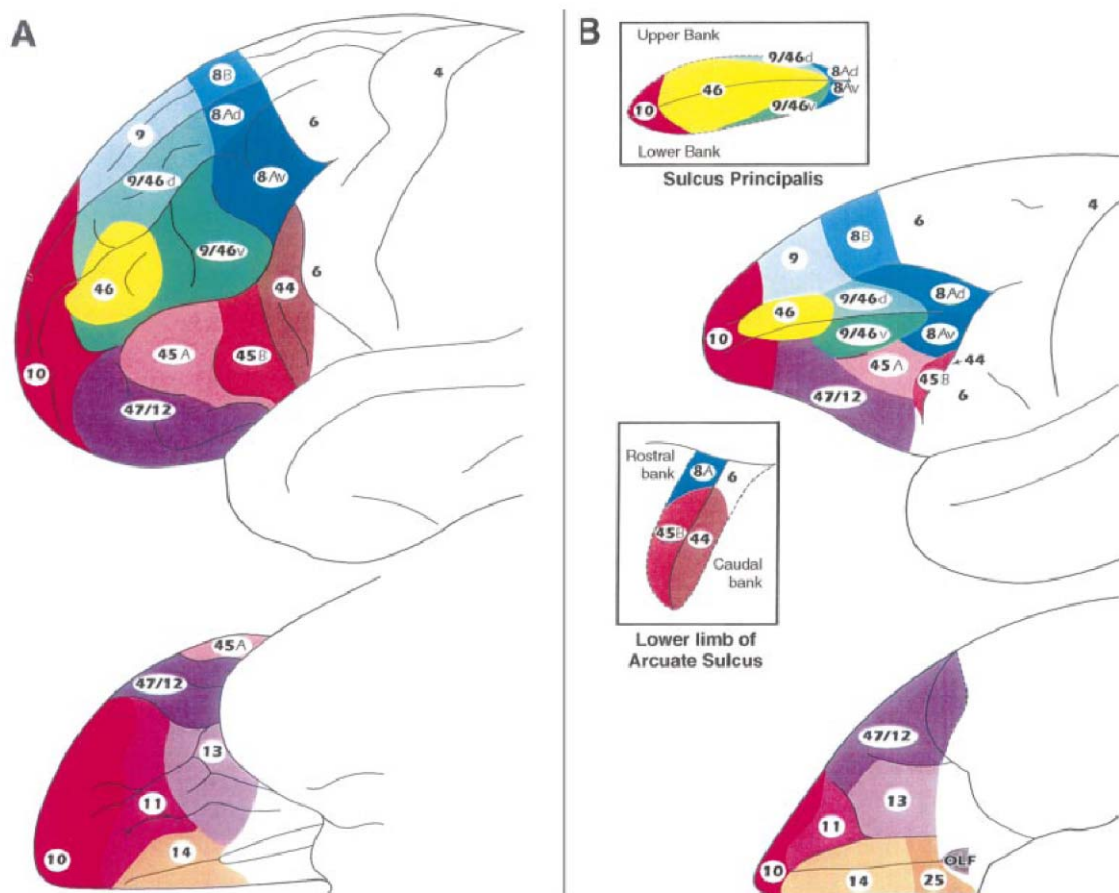 A
8B
4
8Ad
9
6
9/46d
8Av
9/46v
6
46
44
45A
45B
10
47/12
45A
47/12
13
11
14
10
B
Upper Bank
9/46d
8Ad
46
8Av
10
9/46v
Lower Bank
Sulcus Principalis
6
4
8B
9
9/46d
8Ad
46
9/46v
8Av
10
45A
44
45B
47/12
6
Rostral
bank
8A
6
45B
44
Caudal
bank
Lower limb of
Arcuate Sulcus
47/12
13
11
OLF
10
14
25